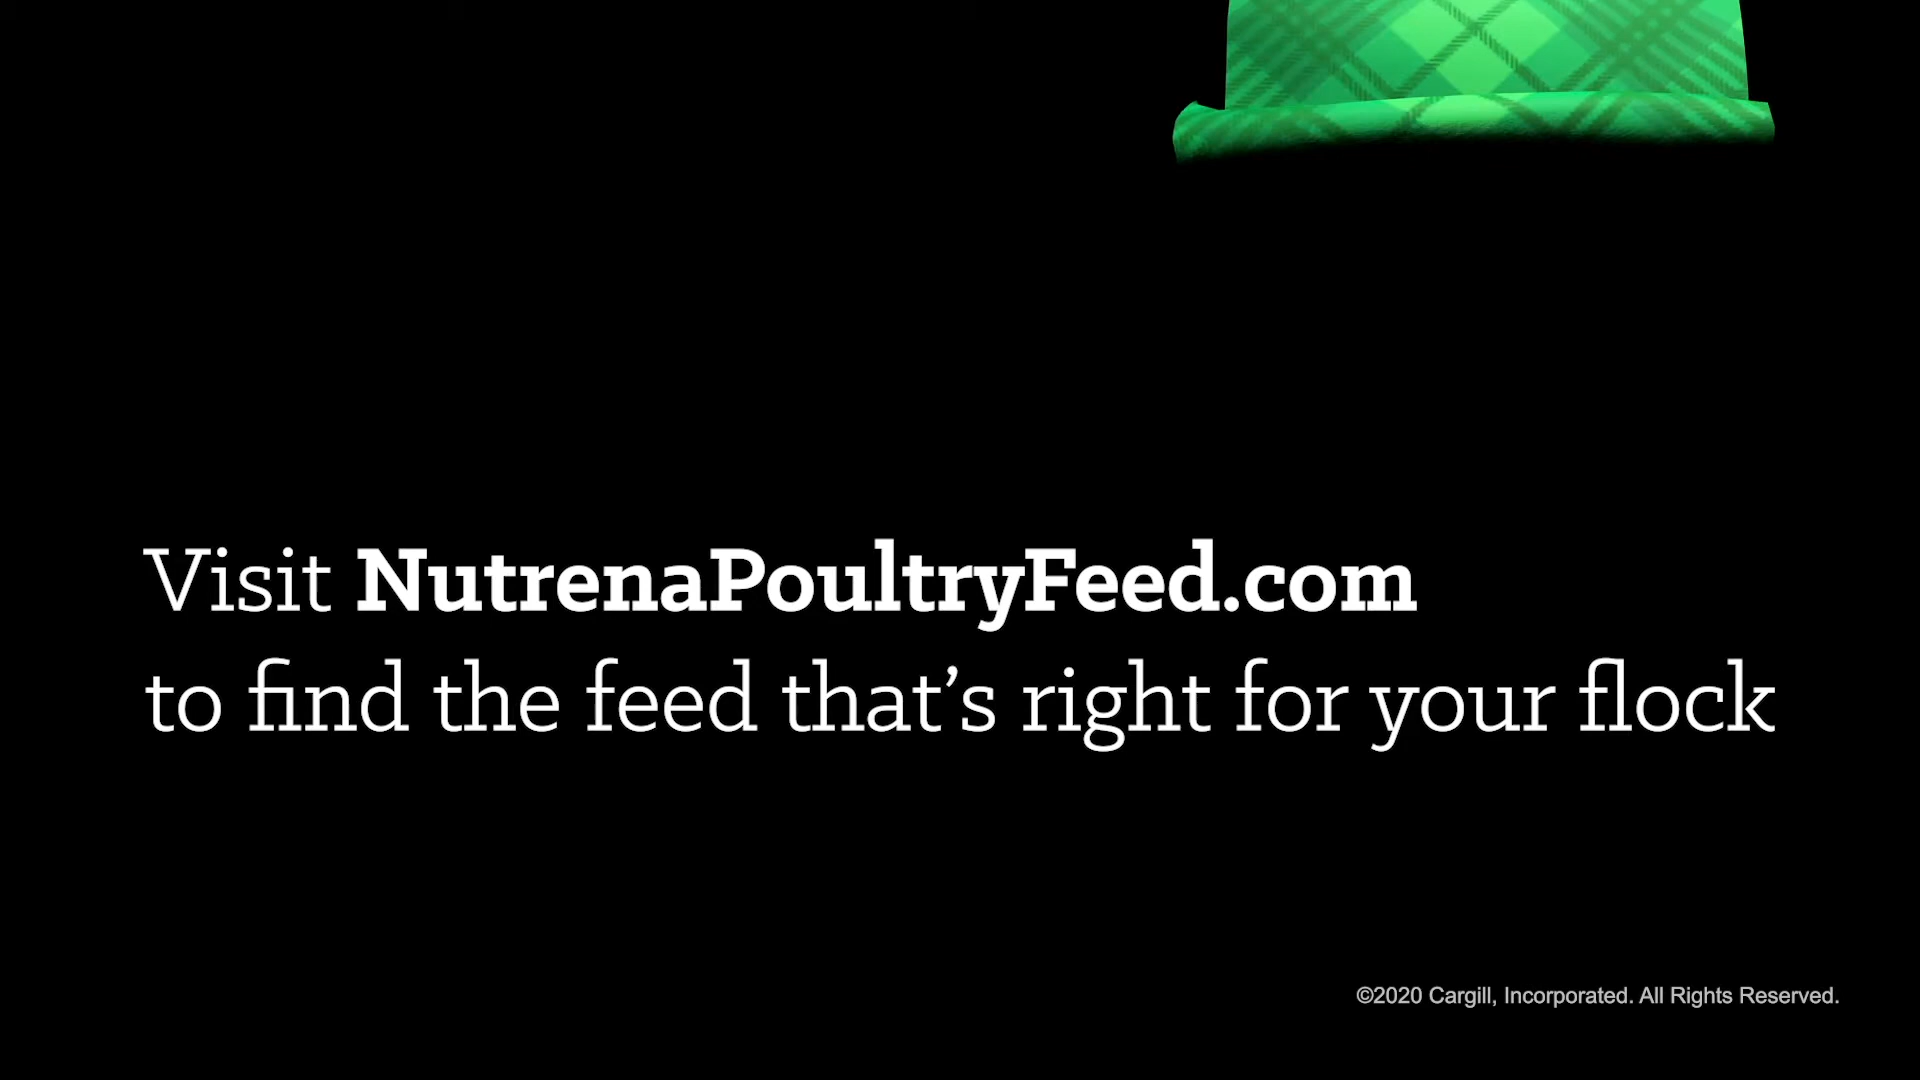 Visit NutrenaPoultryFeed.com
to find the feed that’s right for your flock
©2020 Cargill, Incorporated. All Rights Reserved.